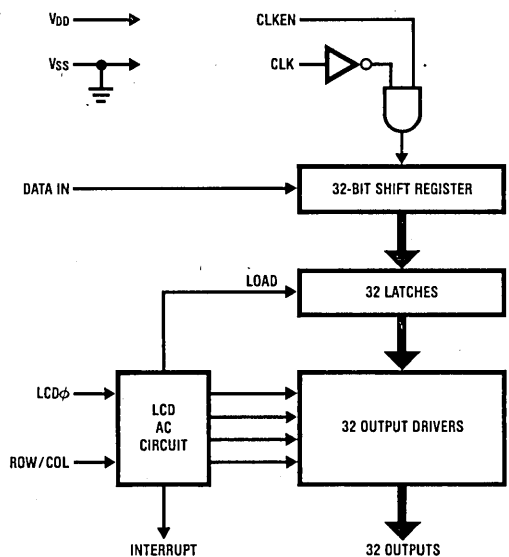 VDD
CLKEN
VSS
CLK
DATA IN
32-BIT SHIFT REGISTER
LOAD
32 LATCHES
LCDϕ
LCD
AC
CIRCUIT
32 OUTPUT DRIVERS
ROW/COL
INTERRUPT
32 OUTPUTS